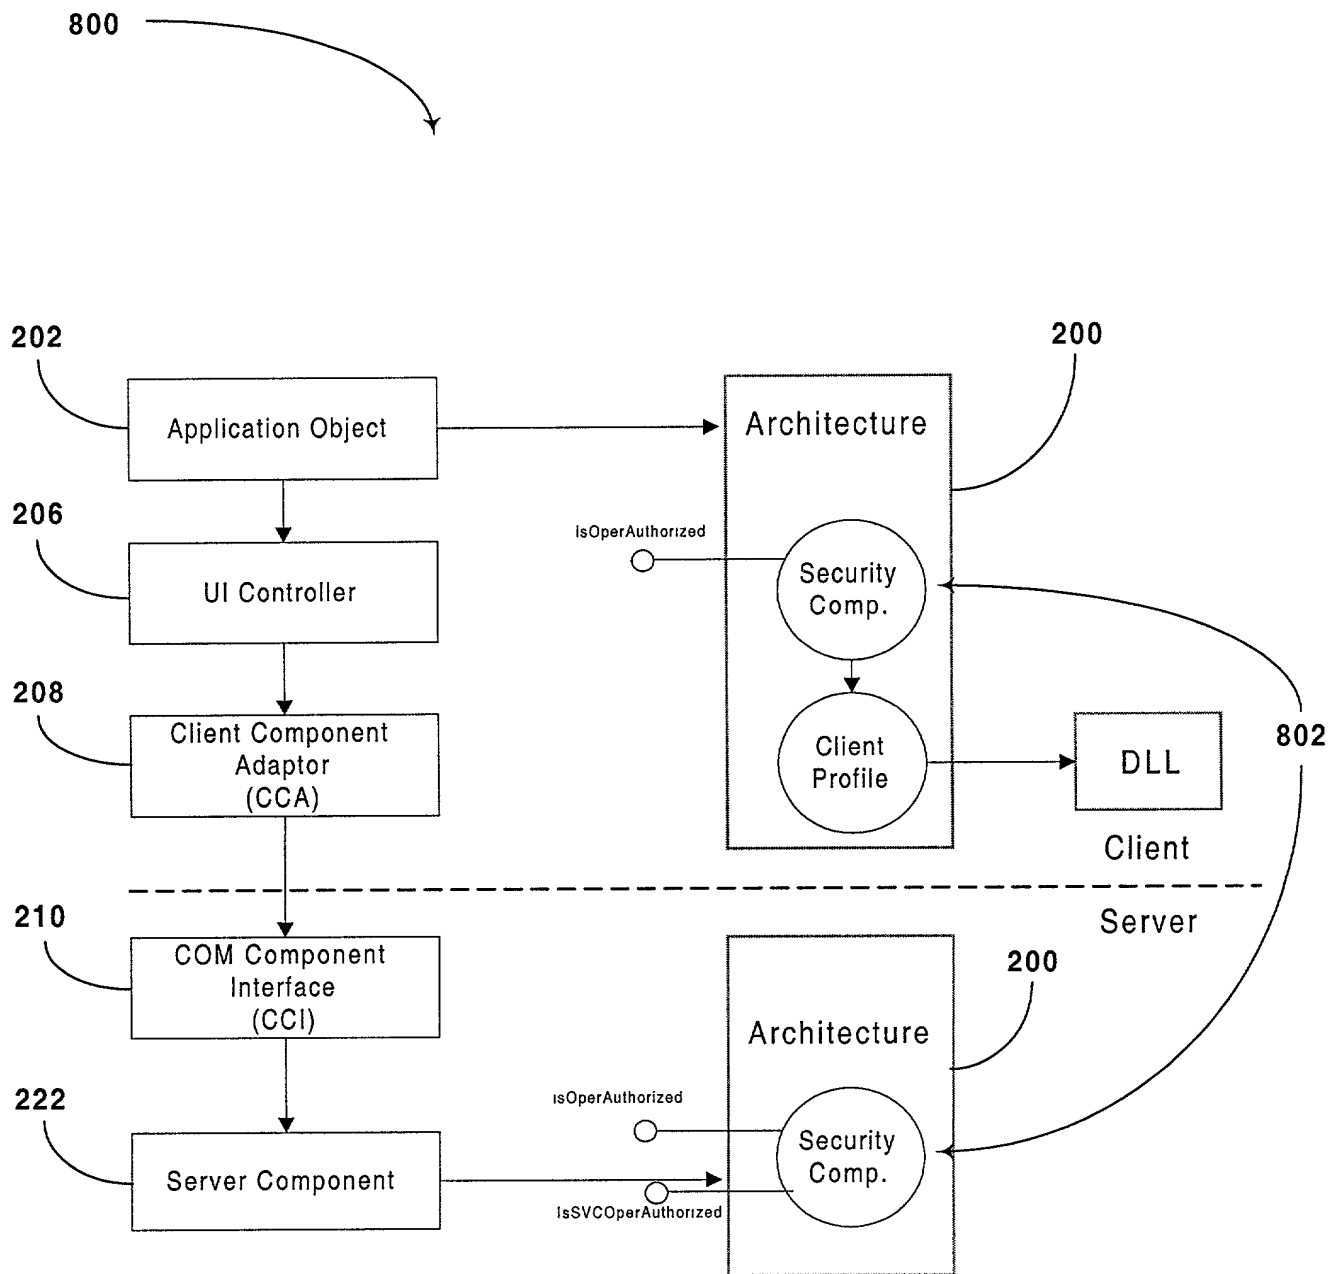 800
202
200
Application Object
Architecture
206
IsOperAuthorized
UI Controller
Security
Comp.
208
Client Component
Adaptor
(CCA)
Client
Profile
DLL
802
Client
210
Server
COM Component
Interface
(CCI)
200
Architecture
222
isOperAuthorized
Security
Comp.
Server Component
IsSVCOperAuthorized